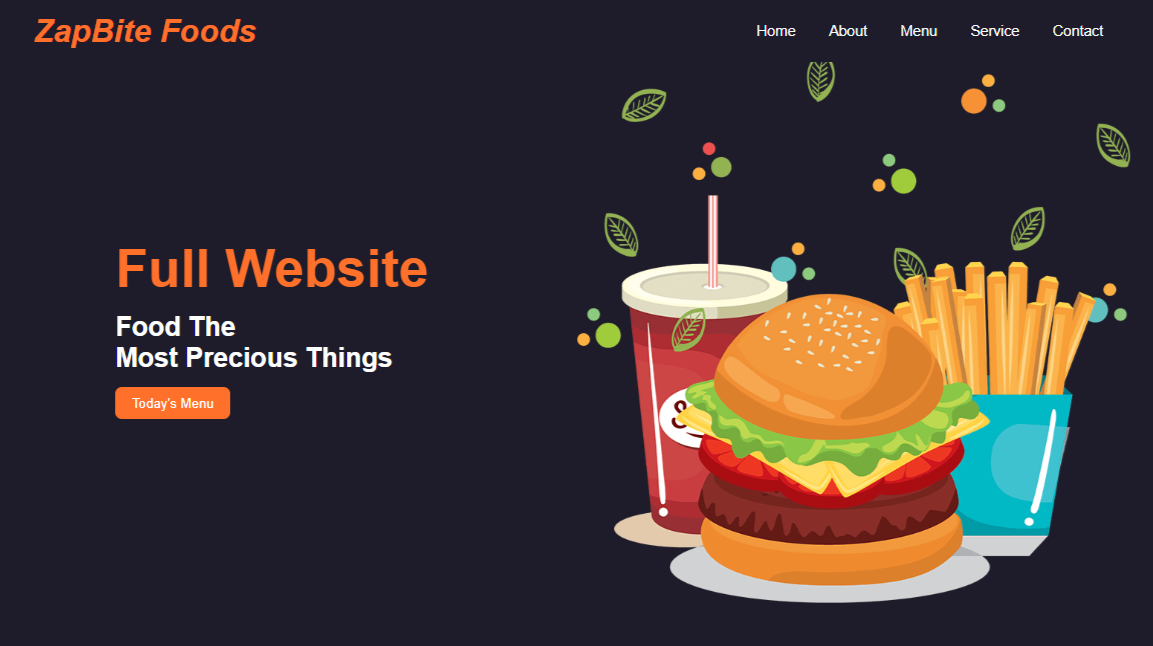 ZapBite Foods
Home About Menu Service Contact
Full Website
Food The
Most Precious Things
Today's Menu